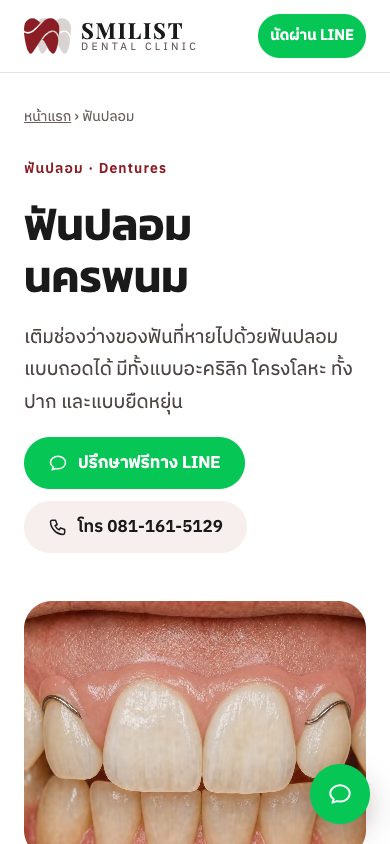 SMILIST
DENTAL CLINIC
นัดผ่าน LINE
หน้าแรก › ฟันปลอม
ฟันปลอม · Dentures
ฟันปลอม
นครพนม
เติมช่องว่างของฟันที่หายไปด้วยฟันปลอม
แบบถอดได้ มีทั้งแบบอะคริลิก โครงโลหะ ทั้ง
ปาก และแบบยืดหยุ่น
ปรึกษาฟรีทาง LINE
โทร 081-161-5129